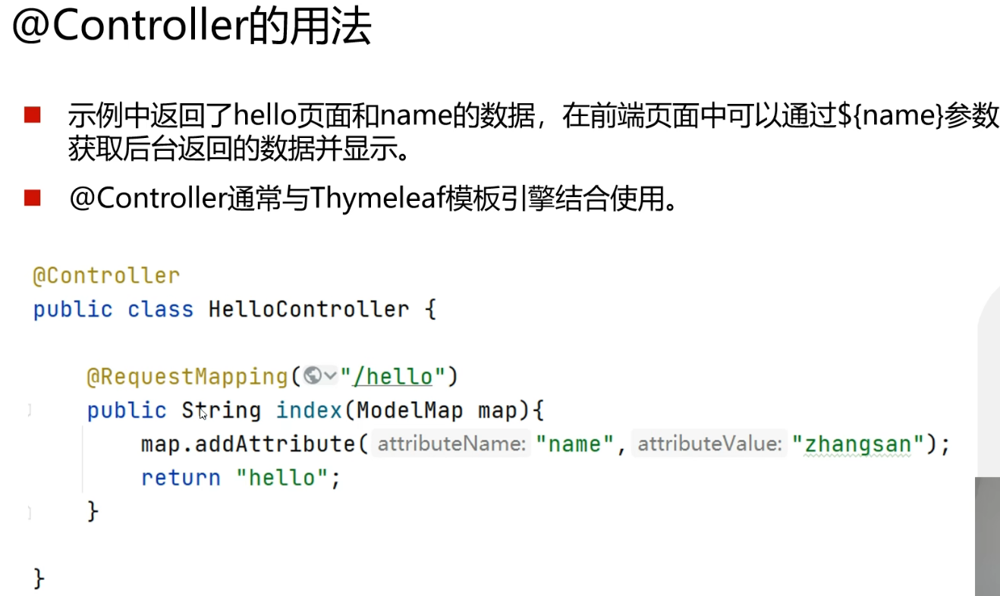 @Controller的用法
示例中返回了hello页面和name的数据，在前端页面中可以通过${name}参数
获取后台返回的数据并显示。
@Controller通常与Thymeleaf模板引擎结合使用。
@Controller
public class HelloController {
@RequestMapping("/hello")
public String index(ModelMap map){
map.addAttribute( attributeName: "name", attributeValue: "zhangsan");
return "hello";
}
}